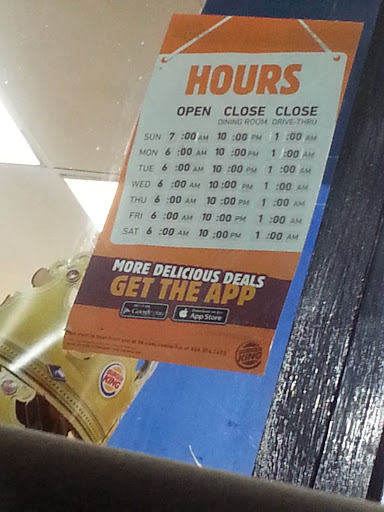 HOURS
OPEN CLOSE CLOSE
DINING ROOM DRIVE-THRU
SUN 7 :00 AM 10 :00 PM 1 :00 AM
MON 6 :00 AM 10 :00 PM 1 :00 AM
TUE 6 :00 AM 10 :00 PM 1 :00 AM
WED 6 :00 AM 10 :00 PM 1 :00 AM
THU 6 :00 AM 10 :00 PM 1 :00 AM
FRI 6 :00 AM 10 :00 PM 1 :00 AM
SAT 6 :00 AM 10 :00 PM 1 :00 AM
MORE DELICIOUS DEALS
GET THE APP
Google play
App Store
BURGER
KING
BURGER
KING